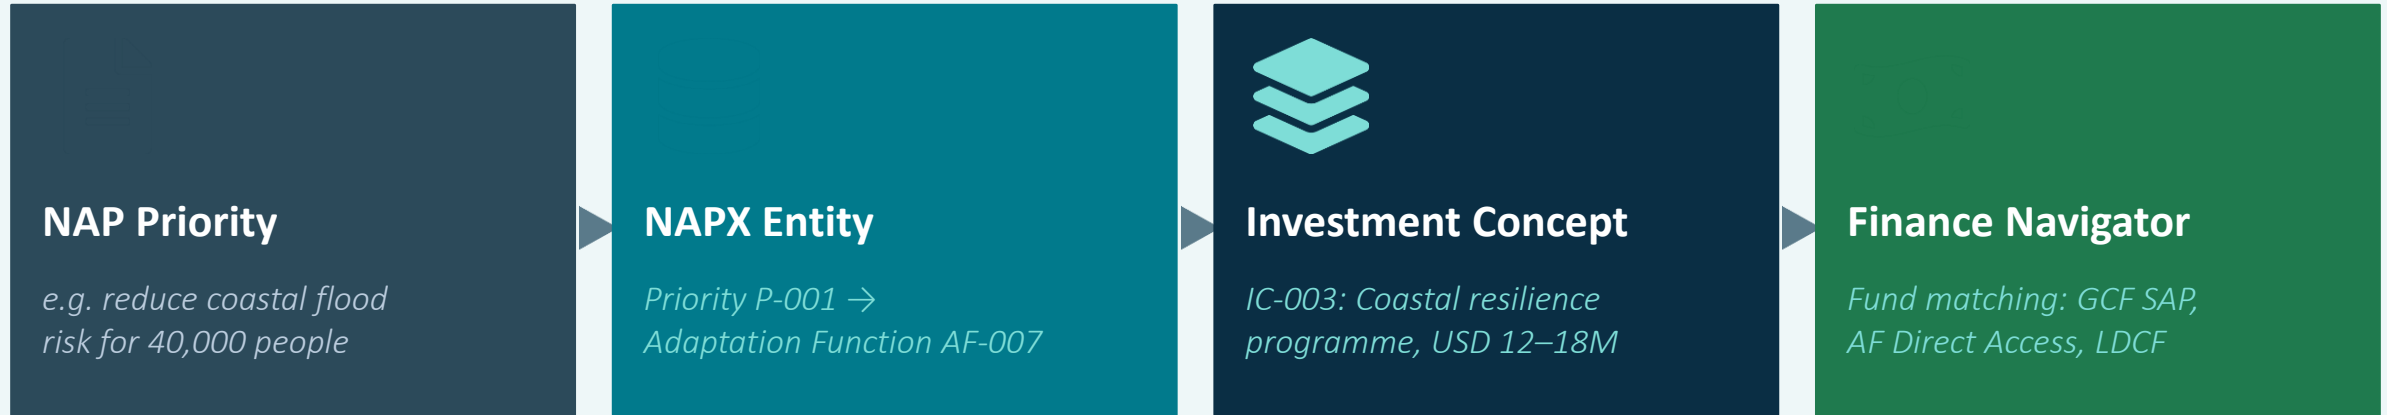 NAP Priority
e.g. reduce coastal flood
risk for 40,000 people
NAPX Entity
Priority P-001 →
Adaptation Function AF-007
Investment Concept
IC-003: Coastal resilience
programme, USD 12–18M
Finance Navigator
Fund matching: GCF SAP,
AF Direct Access, LDCF